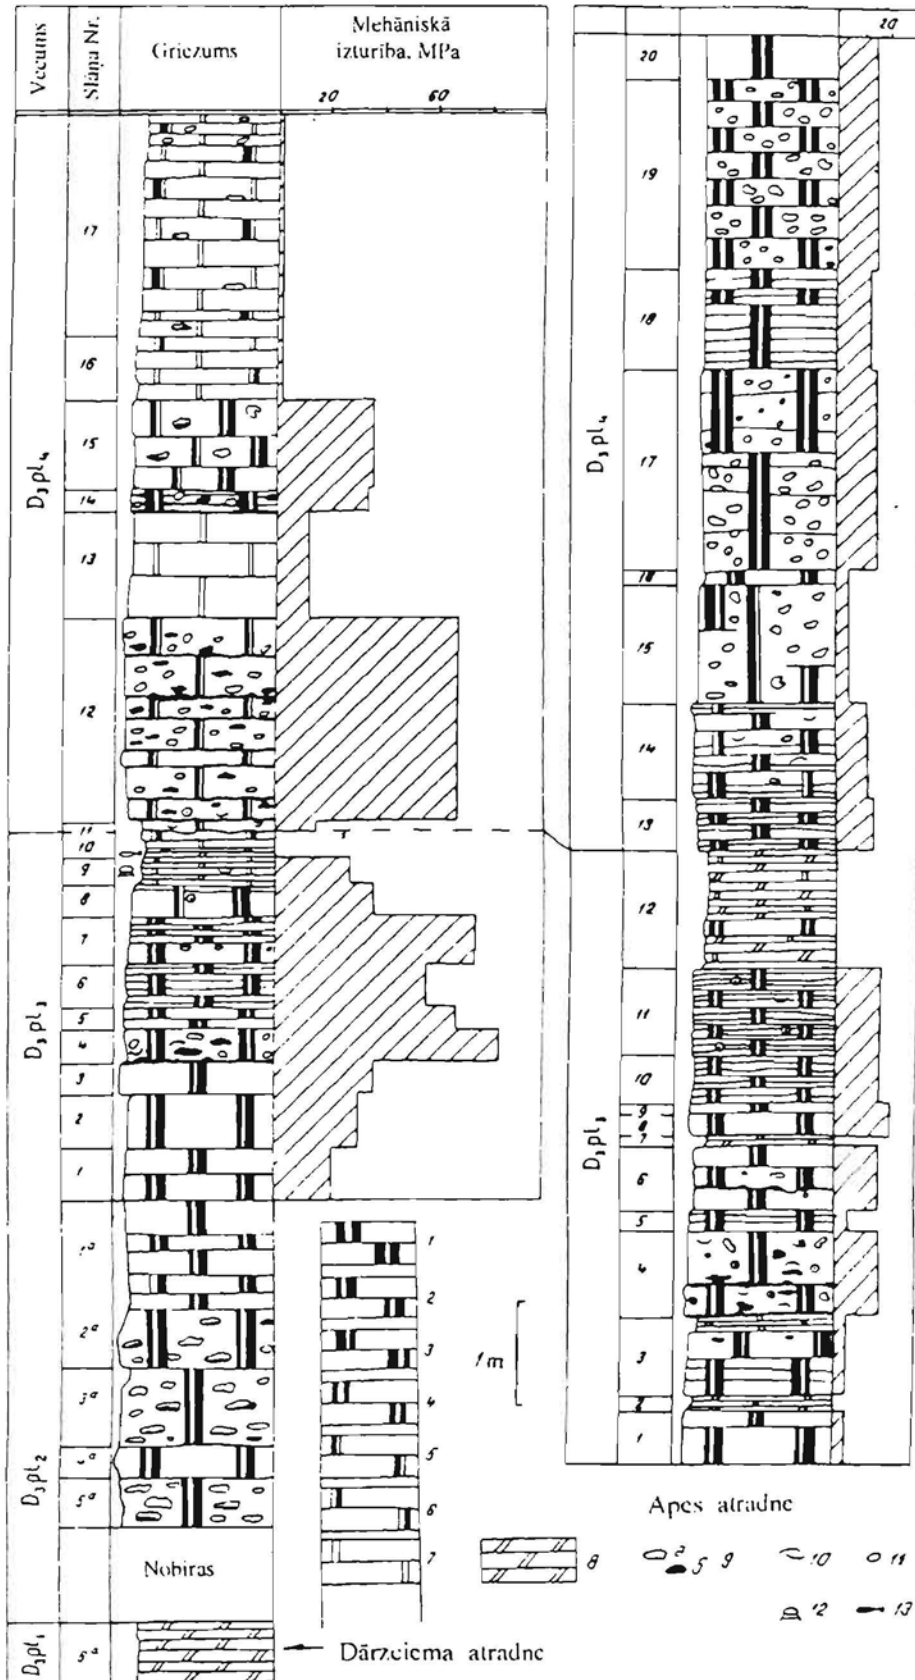 Vecums
Slāņa Nr.
Griezums
Mehāniskā
izturība, MPa
20 60
D₃pl₄
17
16
15
14
13
12
11
D₃pl₃
10
9
8
7
6
5
4
3
2
1
D₃pl₂
1ª
2ª
3ª
5ª
Nobiras
D₃pl₁
6ª
Dārzciema atradne
1
2
3
4
5
6
7
1m
8
a
б 9
10
11
12
13
20
D₃pl₄
20
19
18
17
16
15
14
13
D₃pl₃
12
11
10
9
8
7
6
5
4
3
2
1
Apes atradne